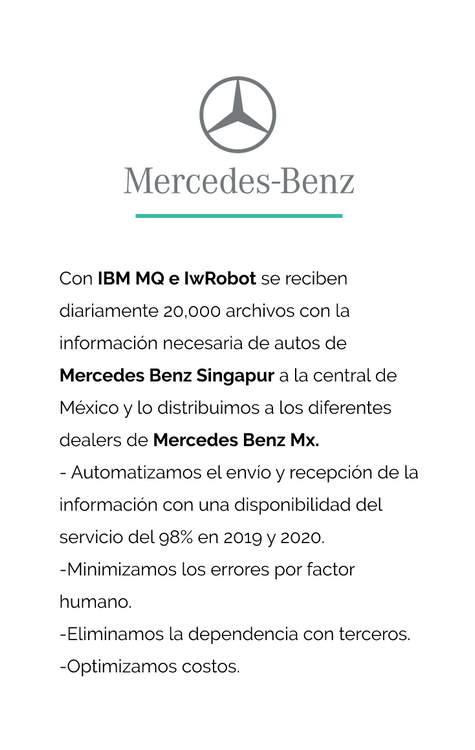 Mercedes-Benz
Con IBM MQ e IwRobot se reciben
diariamente 20,000 archivos con la
información necesaria de autos de
Mercedes Benz Singapur a la central de
México y lo distribuimos a los diferentes
dealers de Mercedes Benz Mx.
- Automatizamos el envío y recepción de la
información con una disponibilidad del
servicio del 98% en 2019 y 2020.
-Minimizamos los errores por factor
humano.
-Eliminamos la dependencia con terceros.
-Optimizamos costos.